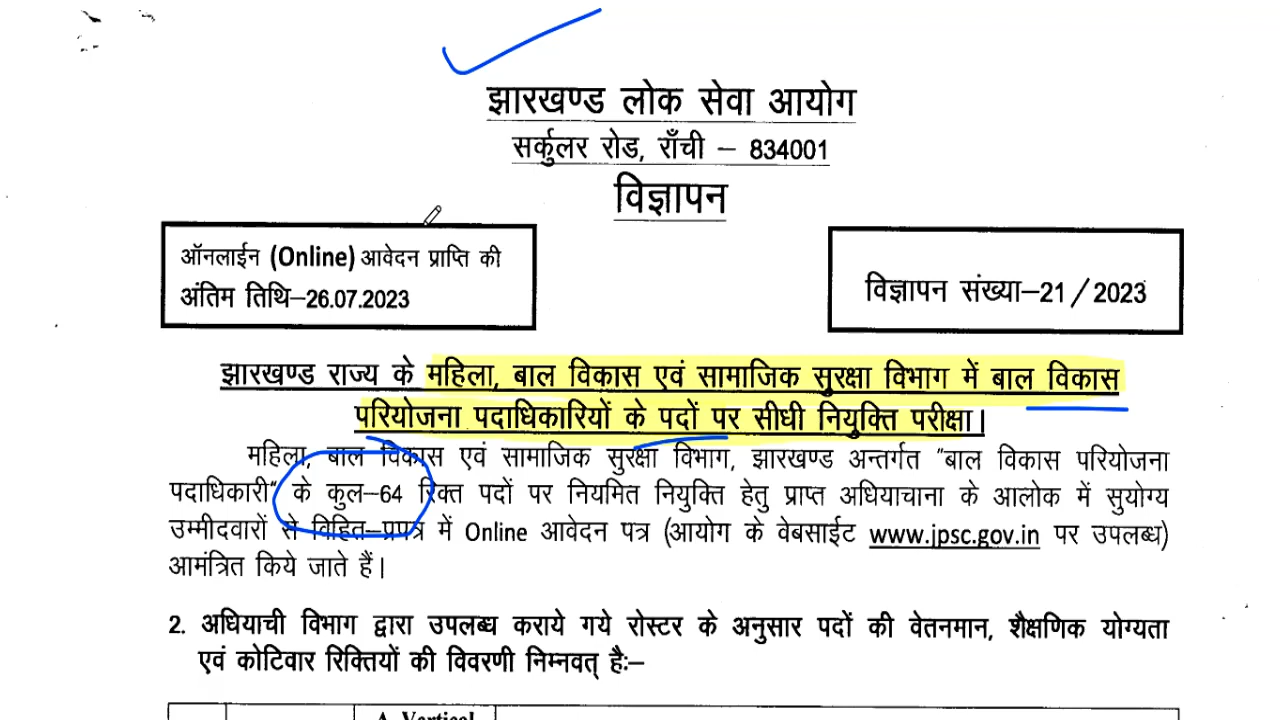 झारखण्ड लोक सेवा आयोग
सर्कुलर रोड, राँची – 834001
विज्ञापन
ऑनलाईन (Online) आवेदन प्राप्ति की
अंतिम तिथि–26.07.2023
विज्ञापन संख्या–21/2023
झारखण्ड राज्य के महिला, बाल विकास एवं सामाजिक सुरक्षा विभाग में बाल विकास
परियोजना पदाधिकारियों के पदों पर सीधी नियुक्ति परीक्षा।
महिला, बाल विकास एवं सामाजिक सुरक्षा विभाग, झारखण्ड अन्तर्गत "बाल विकास परियोजना
पदाधिकारी" के कुल–64 रिक्त पदों पर नियमित नियुक्ति हेतु प्राप्त अधियाचाना के आलोक में सुयोग्य
उम्मीदवारों से विहित–प्रपत्र में Online आवेदन पत्र (आयोग के वेबसाईट www.jpsc.gov.in पर उपलब्ध)
आमंत्रित किये जाते हैं।
2. अधियाची विभाग द्वारा उपलब्ध कराये गये रोस्टर के अनुसार पदों की वेतनमान, शैक्षणिक योग्यता
एवं कोटिवार रिक्तियों की विवरणी निम्नवत् हैः–
A. Vertical